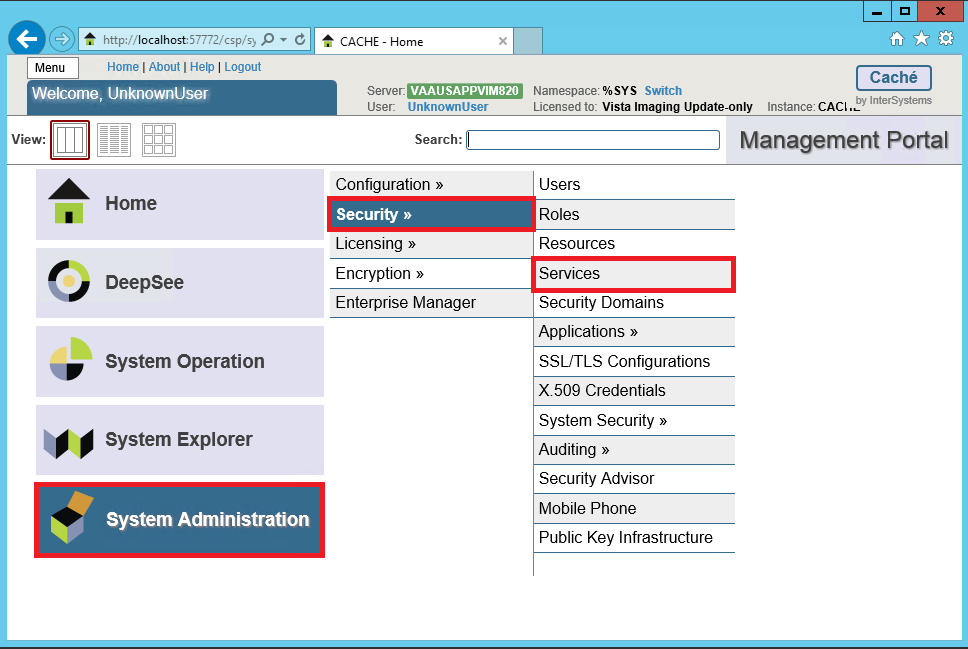 http://localhost:57772/csp/sy
CACHE - Home
Menu
Home | About | Help | Logout
Welcome, UnknownUser
Server: VAAUSAPPVIM820
Namespace: %SYS Switch
User: UnknownUser
Licensed to: Vista Imaging Update-only
Instance: CACHE
Caché
by InterSystems
View:
Search:
Management Portal
Home
DeepSee
System Operation
System Explorer
System Administration
Configuration »
Security »
Licensing »
Encryption »
Enterprise Manager
Users
Roles
Resources
Services
Security Domains
Applications »
SSL/TLS Configurations
X.509 Credentials
System Security »
Auditing »
Security Advisor
Mobile Phone
Public Key Infrastructure